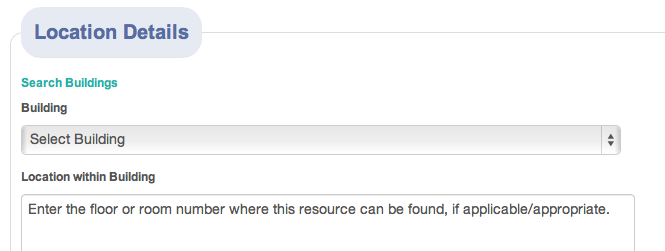 Location Details
Search Buildings
Building
Select Building
Location within Building
Enter the floor or room number where this resource can be found, if applicable/appropriate.